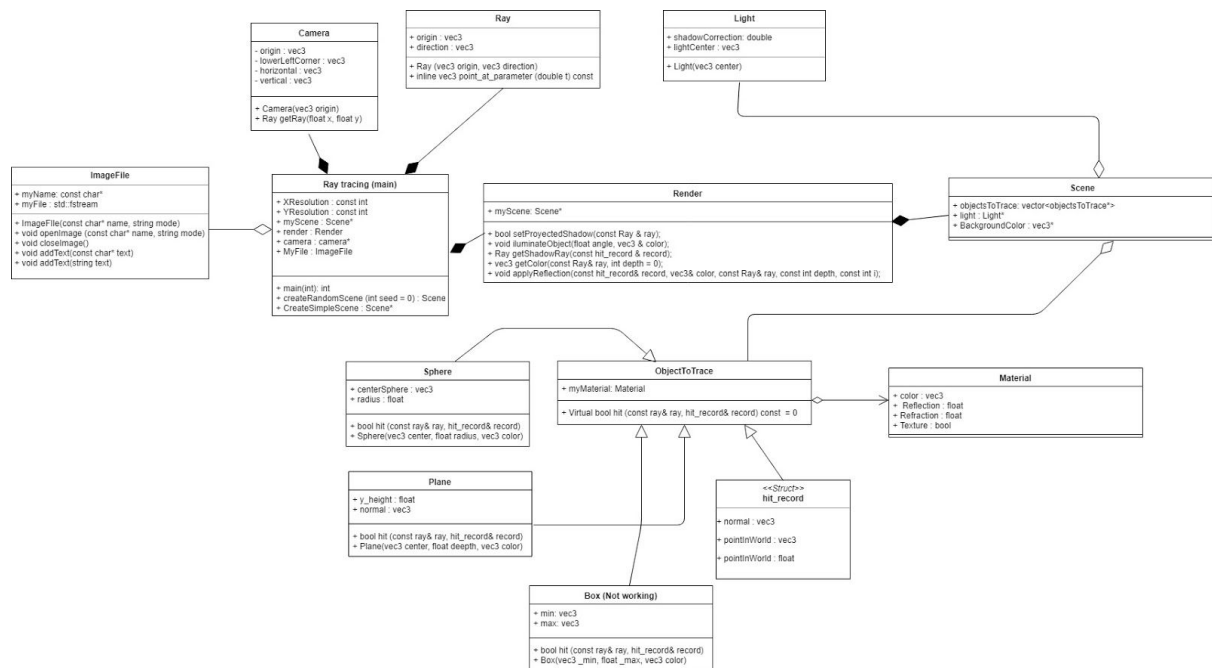 Camera
- origin : vec3
- lowerLeftCorner : vec3
- horizontal : vec3
- vertical : vec3
+ Camera(vec3 origin)
+ Ray getRay(float x, float y)
Ray
+ origin : vec3
+ direction : vec3
+ Ray (vec3 origin, vec3 direction)
+ inline vec3 point_at_parameter (double t) const
Light
+ shadowCorrection: double
+ lightCenter : vec3
+ Light(vec3 center)
ImageFile
+ myName: const char*
+ myFile : std::fstream
+ ImageFile(const char* name, string mode)
+ void openImage (const char* name, string mode)
+ void closeImage()
+ void addText(const char* text)
+ void addText(string text)
Ray tracing (main)
+ XResolution : const int
+ YResolution : const int
+ myScene : Scene*
+ render : Render
+ camera : camera*
+ MyFile : ImageFile
+ main(int): int
+ createRandomScene (int seed = 0) : Scene
+ CreateSimpleScene : Scene*
Render
+ myScene: Scene*
+ bool setProyectedShadow(const Ray & ray);
+ void iluminateObject(float angle, vec3 & color);
+ Ray getShadowRay(const hit_record & record);
+ vec3 getColor(const Ray& ray, int depth = 0);
+ void applyReflection(const hit_record& record, vec3& color, const Ray& ray, const int depth, const int i);
Scene
+ objectsToTrace: vector<objectsToTrace*>
+ light : Light*
+ BackgroundColor : vec3*
Sphere
+ centerSphere : vec3
+ radius : float
+ bool hit (const ray& ray, hit_record& record)
+ Sphere(vec3 center, float radius, vec3 color)
ObjectToTrace
+ myMaterial: Material
+ Virtual bool hit (const ray& ray, hit_record& record) const = 0
Material
+ color : vec3
+ Reflection : float
+ Refraction : float
+ Texture : bool
Plane
+ y_height : float
+ normal : vec3
+ bool hit (const ray& ray, hit_record& record)
+ Plane(vec3 center, float deepth, vec3 color)
<<Struct>>
hit_record
+ normal : vec3
+ pointInWorld : vec3
+ pointInWorld : float
Box (Not working)
+ min: vec3
+ max: vec3
+ bool hit (const ray& ray, hit_record& record)
+ Box(vec3 _min, float _max, vec3 color)